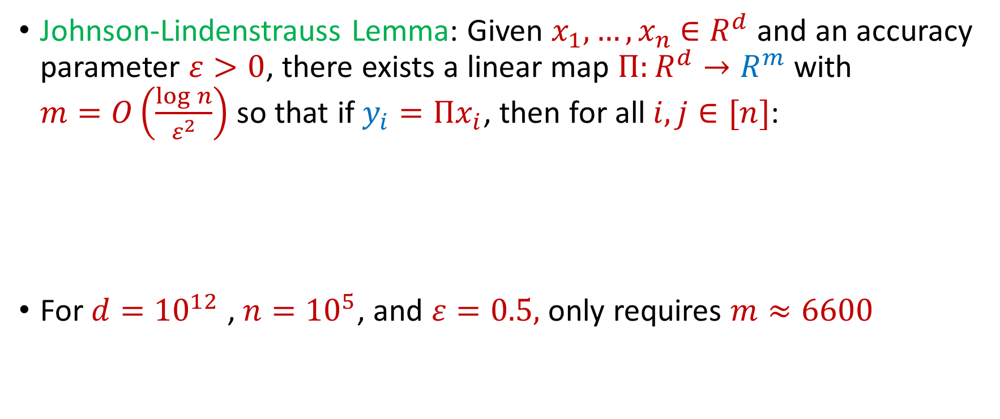 • Johnson-Lindenstrauss Lemma: Given $x_1, \ldots, x_n \in R^d$ and an accuracy
parameter $\varepsilon > 0$, there exists a linear map $\Pi: R^d \to R^m$ with
$m = O\left(\frac{\log n}{\varepsilon^2}\right)$ so that if $y_i = \Pi x_i$, then for all $i, j \in [n]$:
• For $d = 10^{12}$ , $n = 10^5$, and $\varepsilon = 0.5,$ only requires $m \approx 6600$